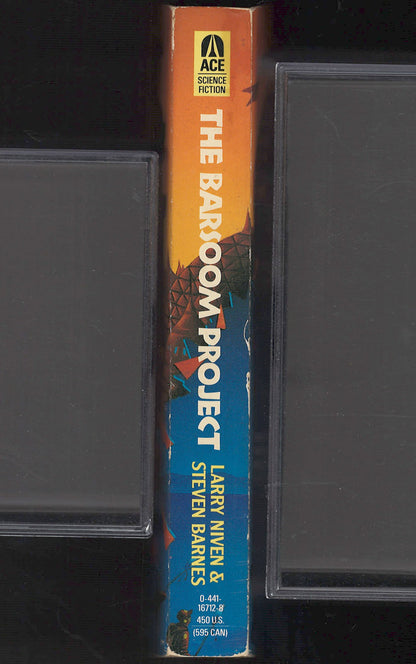 ACE
SCIENCE
FICTION
THE BARSOOM PROJECT
LARRY NIVEN &
STEVEN BARNES
0-441-
16712-8
450 U.S.
(595 CAN)